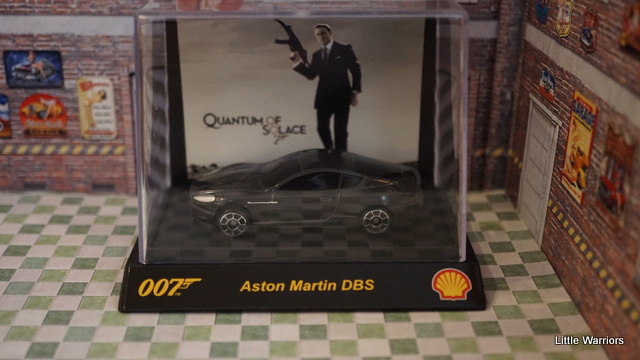 QUANTUM OF
SOLACE
007
Aston Martin DBS
Little Warriors